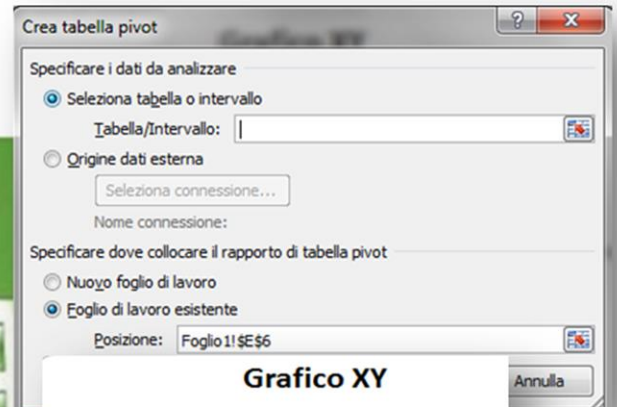 Crea tabella pivot
Grafico XY
Specificare i dati da analizzare
Seleziona tabella o intervallo
Tabella/Intervallo:
Origine dati esterna
Seleziona connessione...
Nome connessione:
Specificare dove collocare il rapporto di tabella pivot
Nuovo foglio di lavoro
Foglio di lavoro esistente
Posizione: Foglio1!$E$6
Grafico XY
Annulla